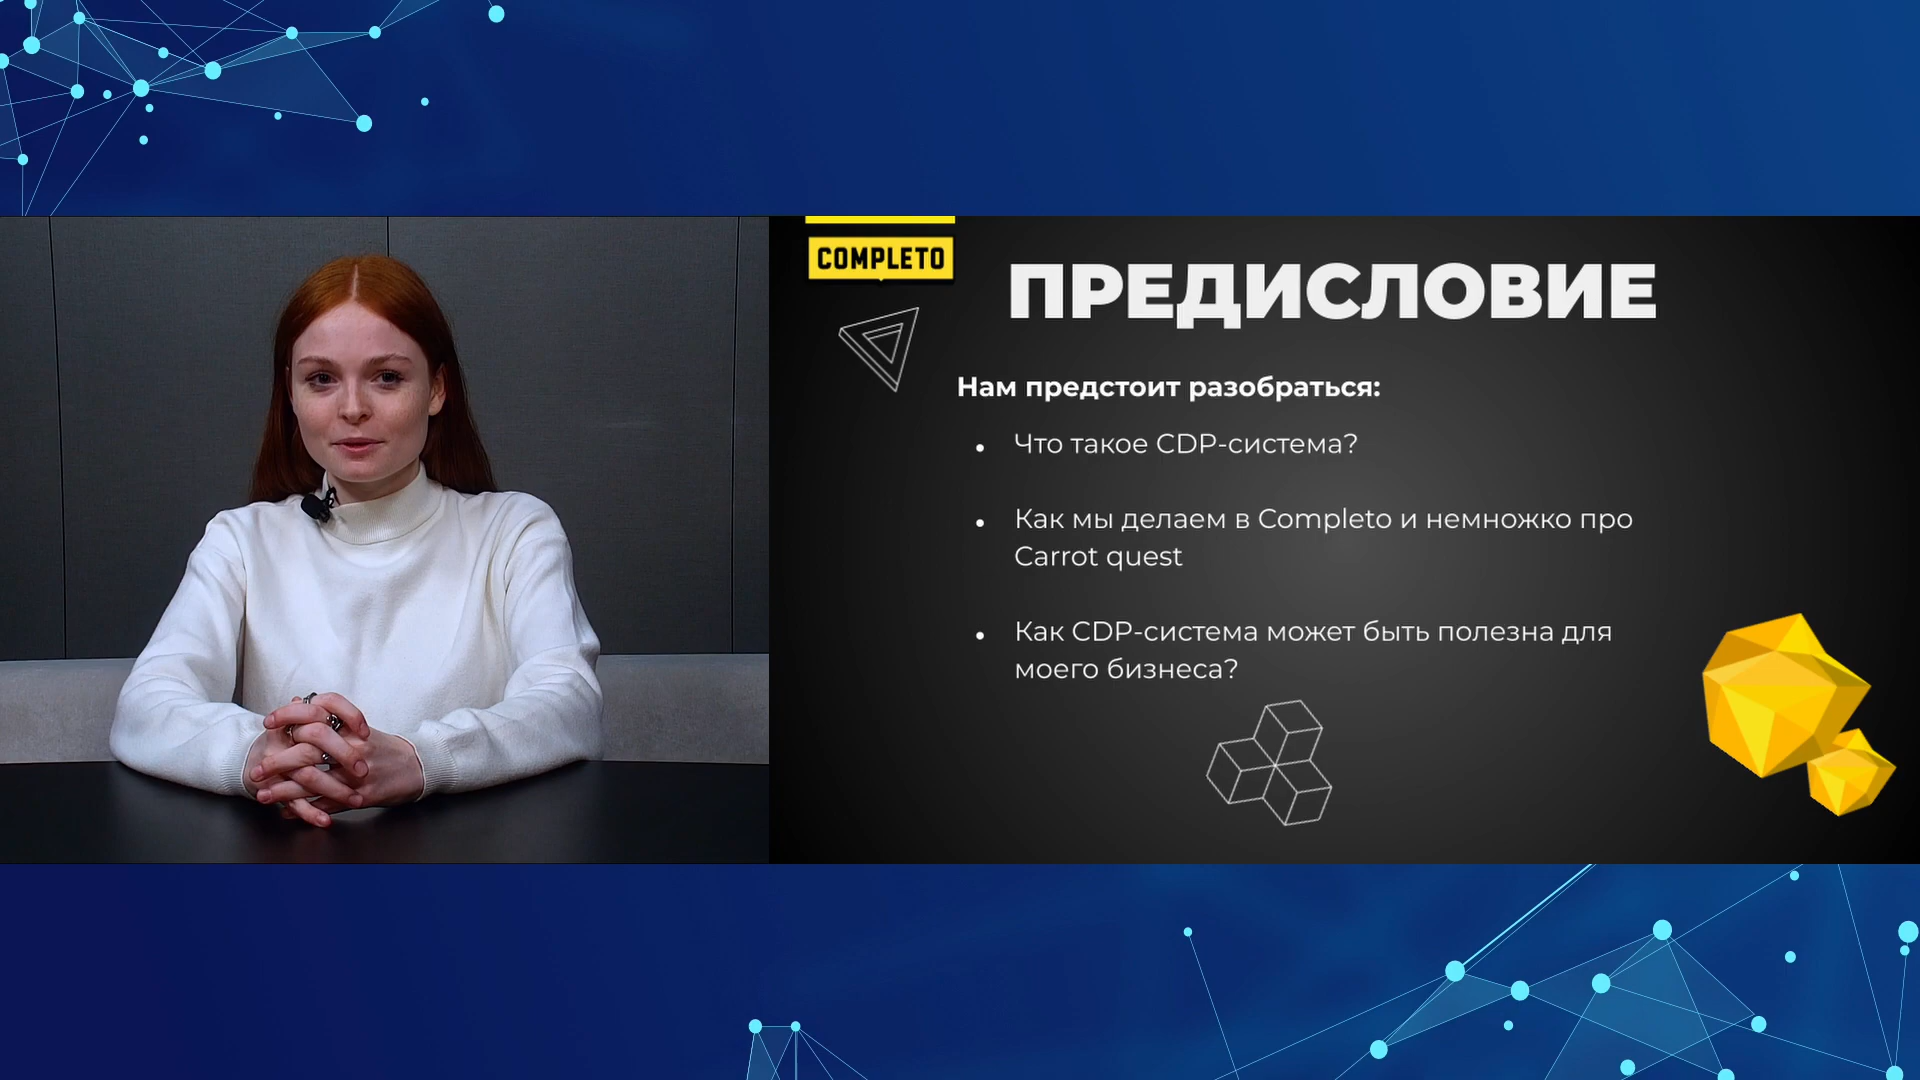 COMPLETO
ПРЕДИСЛОВИЕ
Нам предстоит разобраться:
Что такое CDP-система?
Как мы делаем в Completo и немножко про
Carrot quest
Как CDP-система может быть полезна для
моего бизнеса?